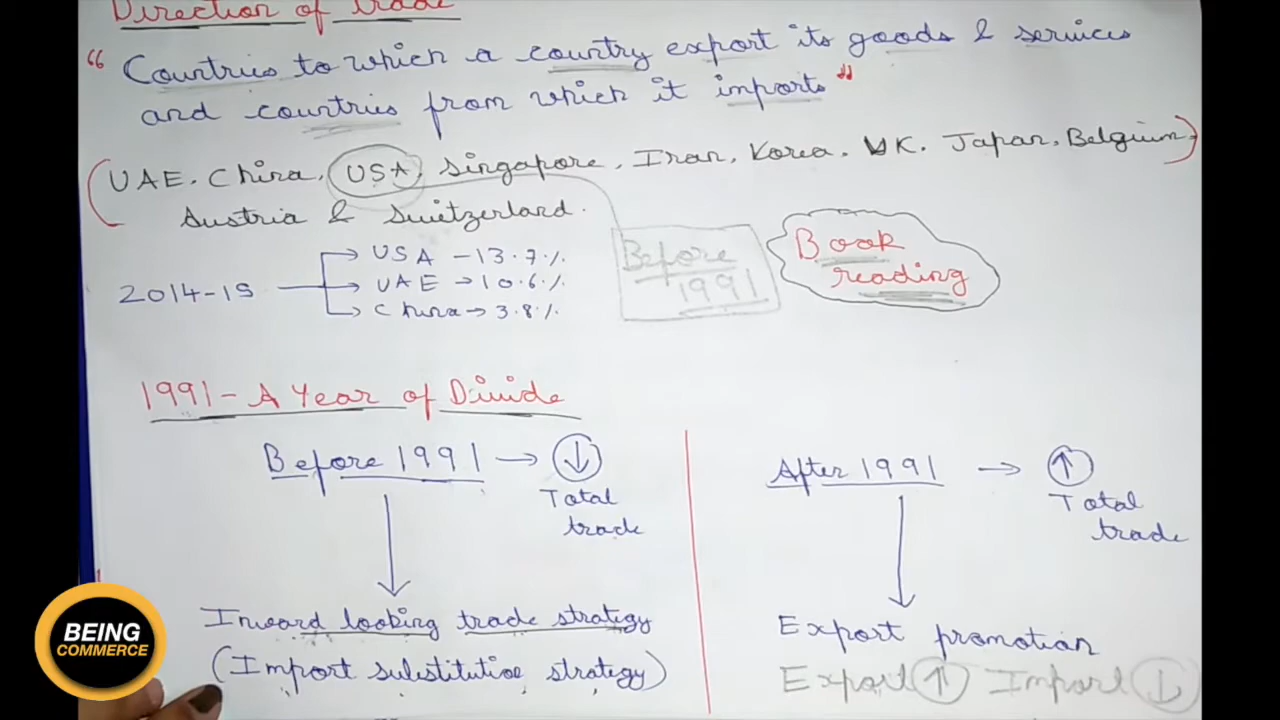 Direction of trade
“ Countries to which a country export its goods & services
and countries from which it imports ”
(UAE, China, USA, Singapore, Iran, Korea, UK, Japan, Belgium,
Austria & Switzerland.)
Before
1991
Book
reading
2014-15
USA – 13.7%
UAE → 10.6%
China → 3.8%
1991 - A Year of Divide
Before 1991 → ↓
Total
trade
Inward looking trade strategy
(Import substitutive strategy)
After 1991 → ↑
Total
trade
Export promotion
Export ↑ Import ↓
BEING
COMMERCE